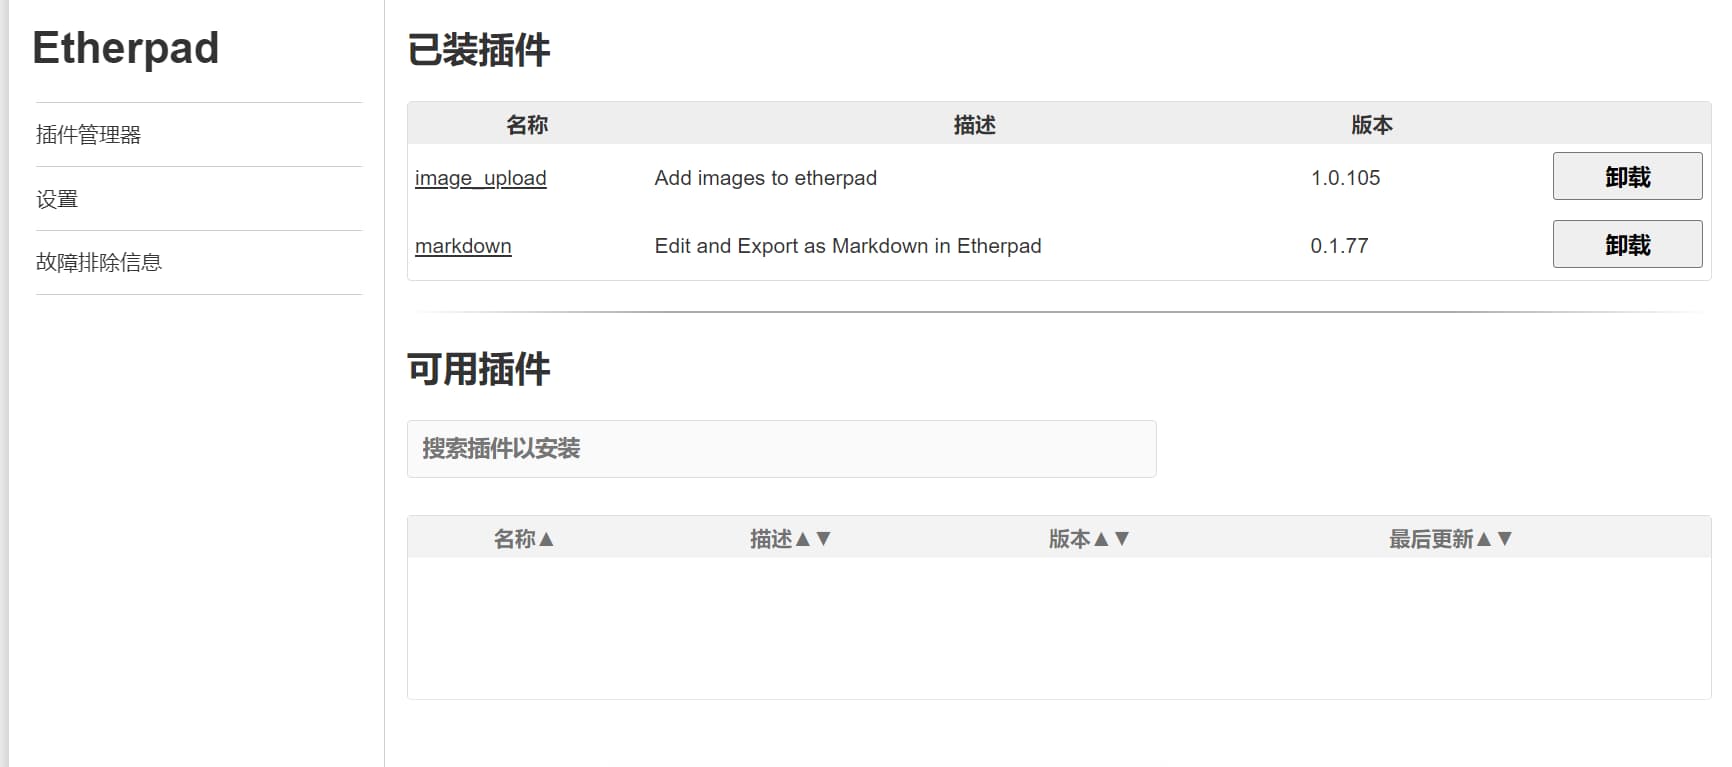 Etherpad
插件管理器
设置
故障排除信息
已装插件
名称 描述 版本
image_upload Add images to etherpad 1.0.105 卸载
markdown Edit and Export as Markdown in Etherpad 0.1.77 卸载
可用插件
搜索插件以安装
名称▲ 描述▲▼ 版本▲▼ 最后更新▲▼